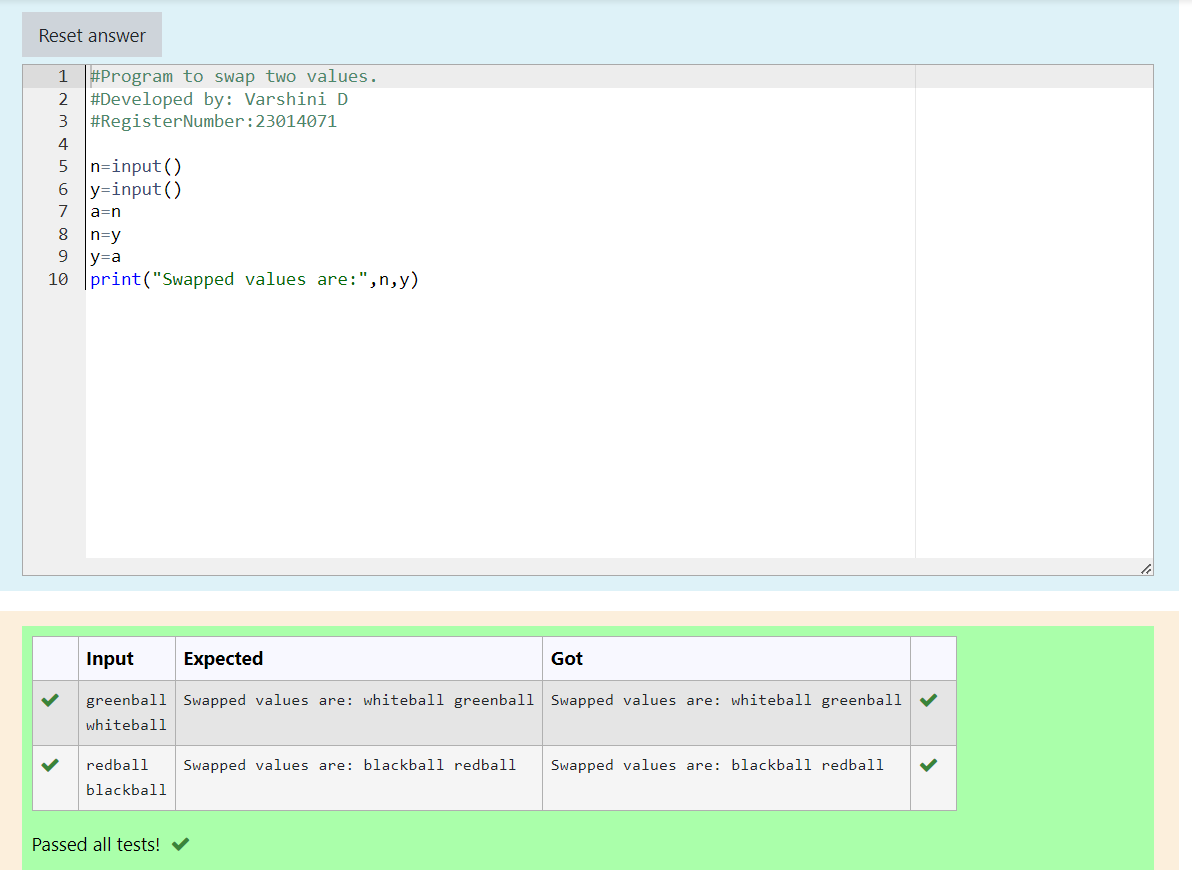 Reset answer
1 #Program to swap two values.
2 #Developed by: Varshini D
3 #RegisterNumber:23014071
4
5 n=input()
6 y=input()
7 a=n
8 n=y
9 y=a
10 print("Swapped values are:",n,y)
Input Expected Got
greenball Swapped values are: whiteball greenball Swapped values are: whiteball greenball
whiteball
redball Swapped values are: blackball redball Swapped values are: blackball redball
blackball
Passed all tests!